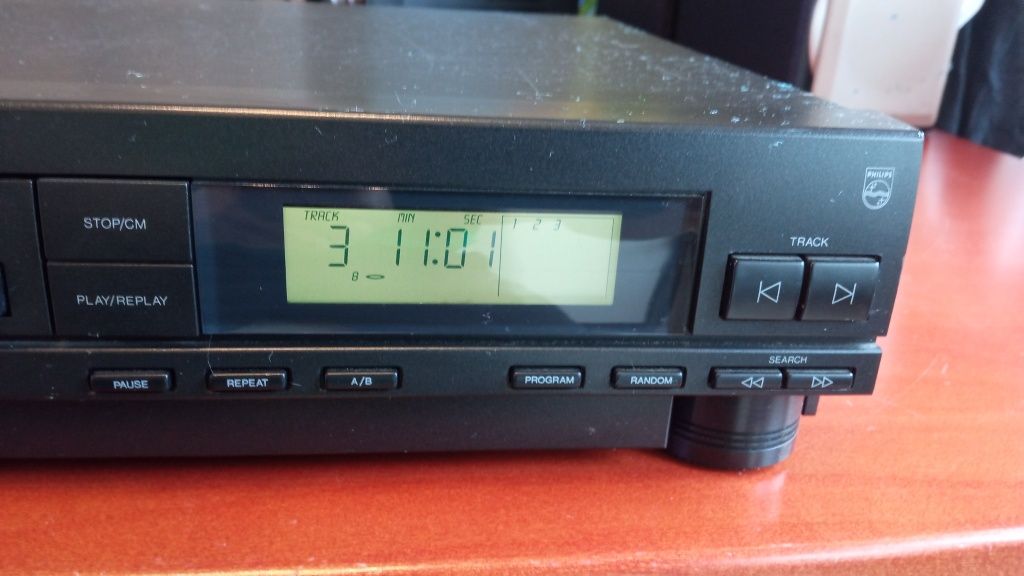 PHILIPS
STOP/CM
PLAY/REPLAY
TRACK MIN SEC
1 2 3
3 11:01
8
TRACK
SEARCH
PAUSE
REPEAT
A/B
PROGRAM
RANDOM